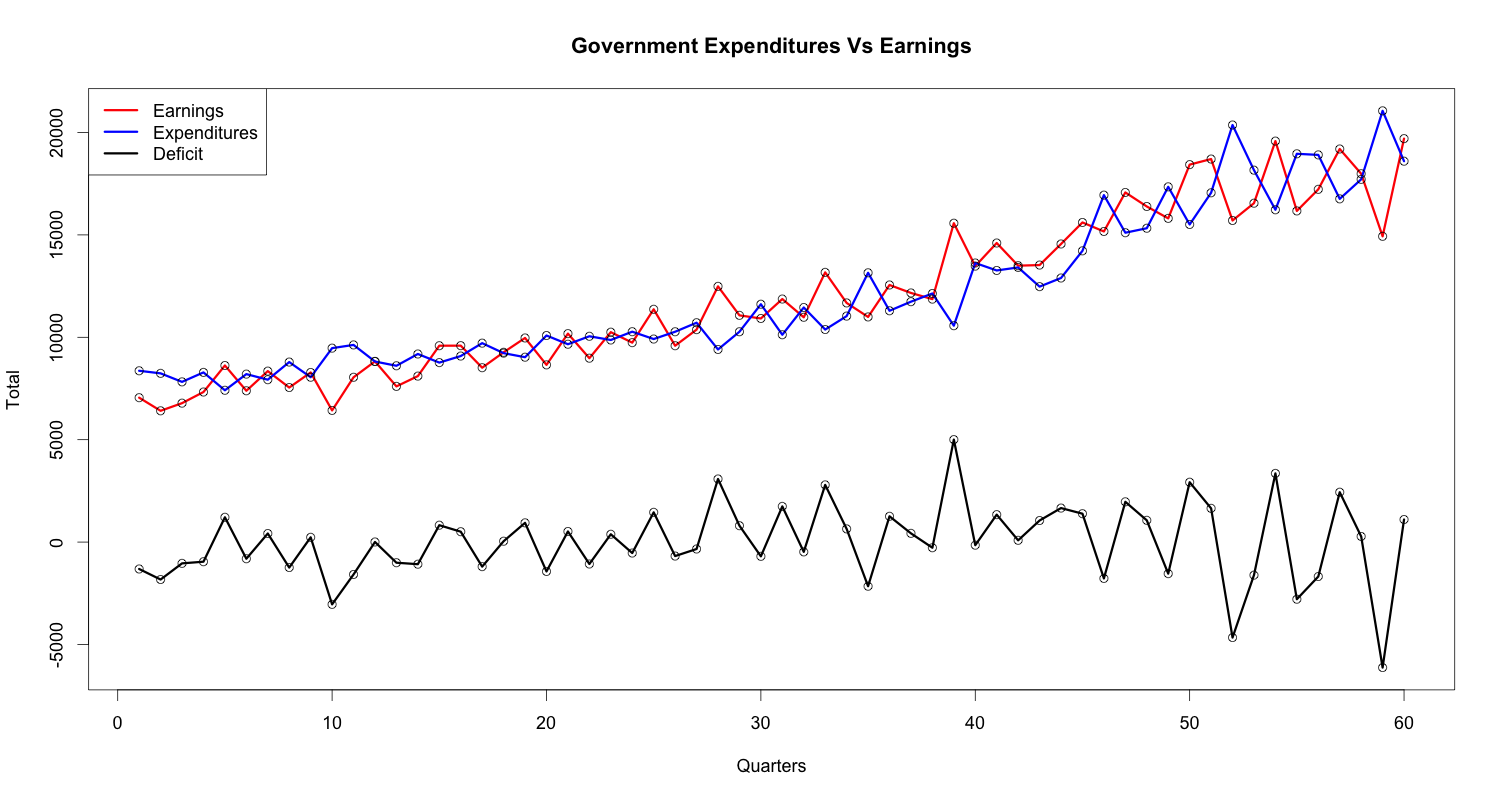 Government Expenditures Vs Earnings
Earnings
Expenditures
Deficit
Total
20000
15000
10000
5000
0
-5000
0 10 20 30 40 50 60
Quarters